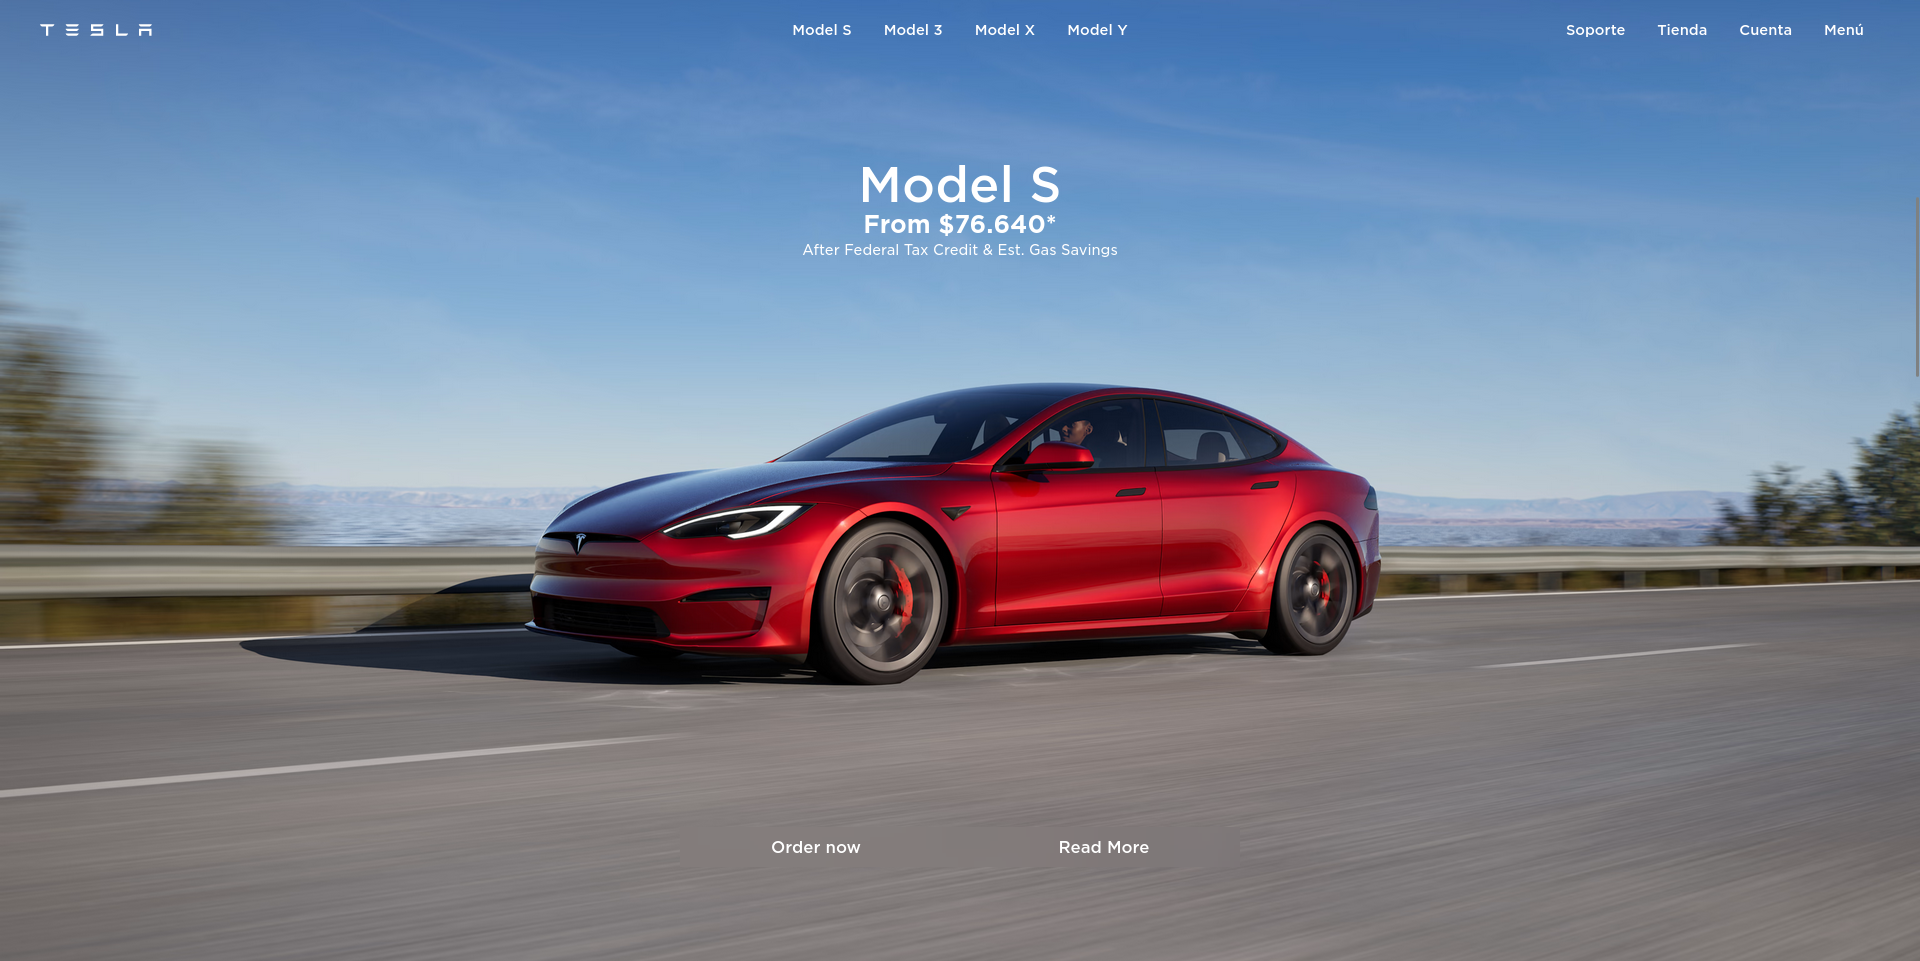 TESLA
Model S Model 3 Model X Model Y
Soporte Tienda Cuenta Menú
Model S
From $76.640*
After Federal Tax Credit & Est. Gas Savings
Order now Read More